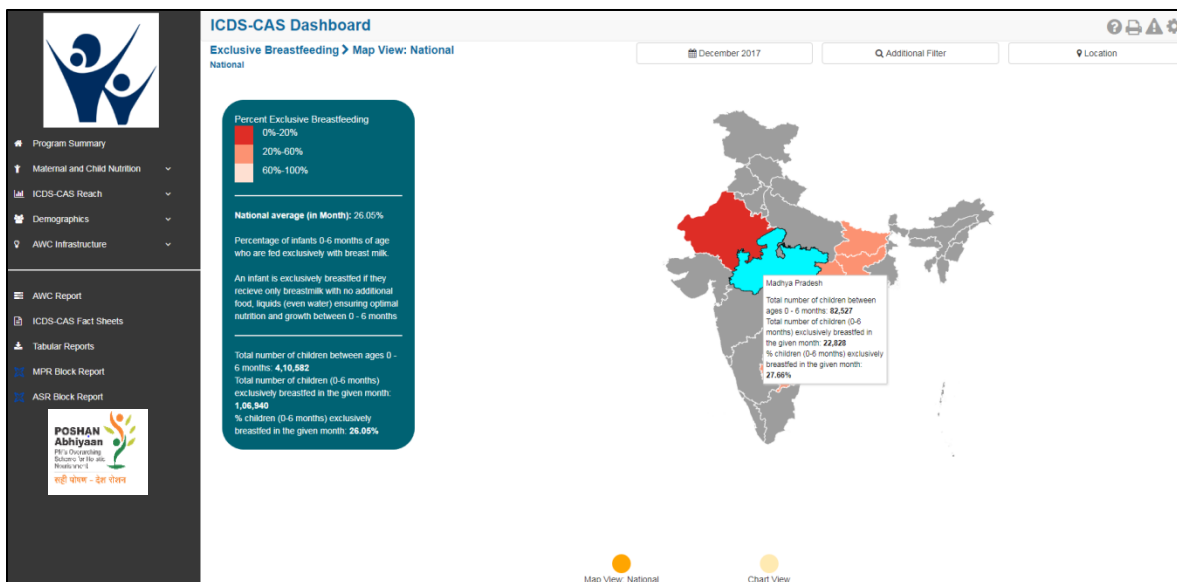 ICDS-CAS Dashboard
Exclusive Breastfeeding > Map View: National
National
December 2017
Additional Filter
Location
Program Summary
Maternal and Child Nutrition
ICDS-CAS Reach
Demographics
AWC Infrastructure
AWC Report
ICDS-CAS Fact Sheets
Tabular Reports
MPR Block Report
ASR Block Report
POSHAN
Abhiyaan
PM's Overarching
Scheme for Holistic
Nourishment
सही पोषण - देश रोशन
Percent Exclusive Breastfeeding
0%-20%
20%-60%
60%-100%
National average (in Month): 26.05%
Percentage of infants 0-6 months of age
who are fed exclusively with breast milk.
An infant is exclusively breastfed if they
recieve only breastmilk with no additional
food, liquids (even water) ensuring optimal
nutrition and growth between 0 - 6 months
Total number of children between ages 0 -
6 months: 4,10,582
Total number of children (0-6 months)
exclusively breastfed in the given month:
1,06,940
% children (0-6 months) exclusively
breastfed in the given month: 26.05%
Madhya Pradesh
Total number of children between
ages 0 - 6 months: 82,527
Total number of children (0-6
months) exclusively breastfed in
the given month: 22,828
% children (0-6 months) exclusively
breastfed in the given month:
27.66%
Map View: National
Chart View